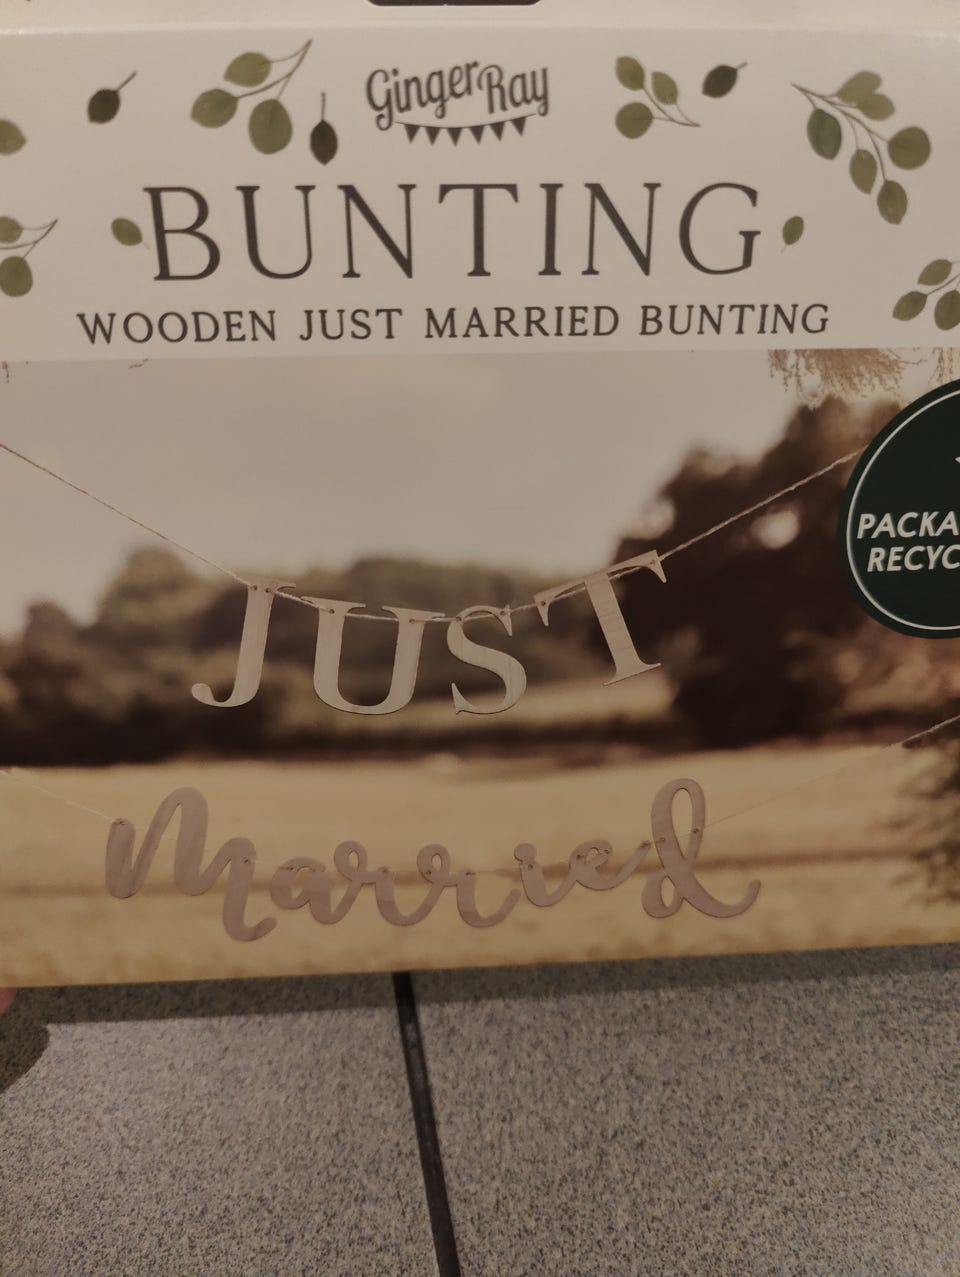 Ginger Ray
BUNTING
WOODEN JUST MARRIED BUNTING
JUST
Married